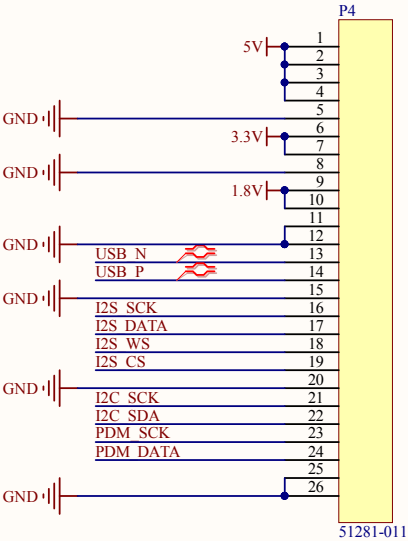 P4
5V 1
2
3
4
GND 5
3.3V 6
7
GND 8
1.8V 9
10
11
GND 12
USB_N 13
USB_P 14
GND 15
I2S_SCK 16
I2S_DATA 17
I2S_WS 18
I2S_CS 19
GND 20
I2C_SCK 21
I2C_SDA 22
PDM_SCK 23
PDM_DATA 24
25
GND 26
51281-011